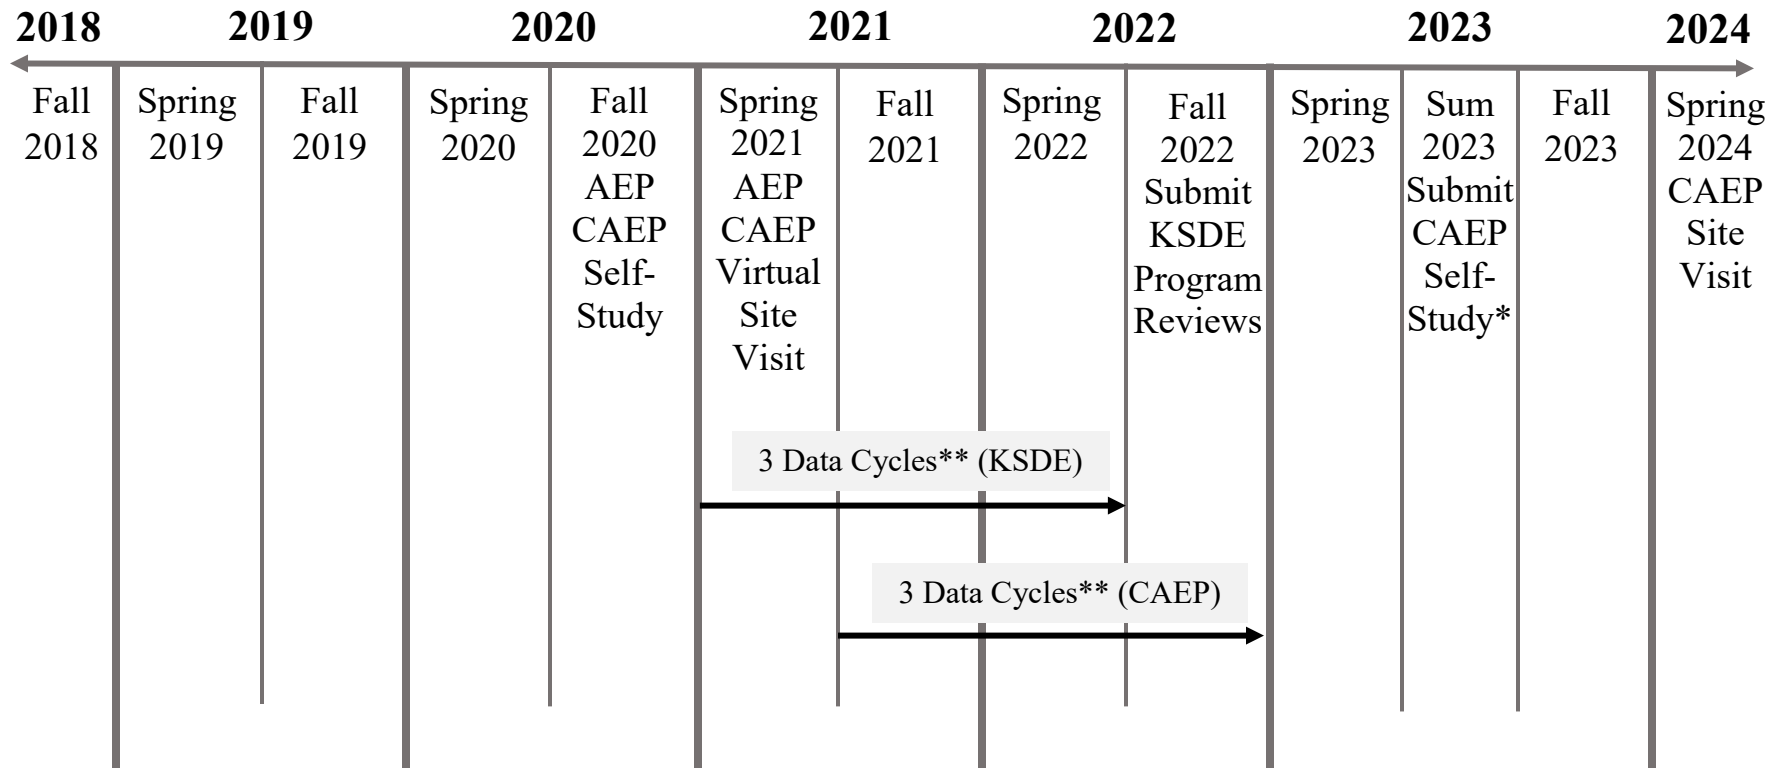 2018 2019 2020 2021 2022 2023 2024
Fall
2018
Spring
2019
Fall
2019
Spring
2020
Fall
2020
AEP
CAEP
Self-
Study
Spring
2021
AEP
CAEP
Virtual
Site
Visit
Fall
2021
Spring
2022
Fall
2022
Submit
KSDE
Program
Reviews
Spring
2023
Sum
2023
Submit
CAEP
Self-
Study*
Fall
2023
Spring
2024
CAEP
Site
Visit
3 Data Cycles** (KSDE)
3 Data Cycles** (CAEP)